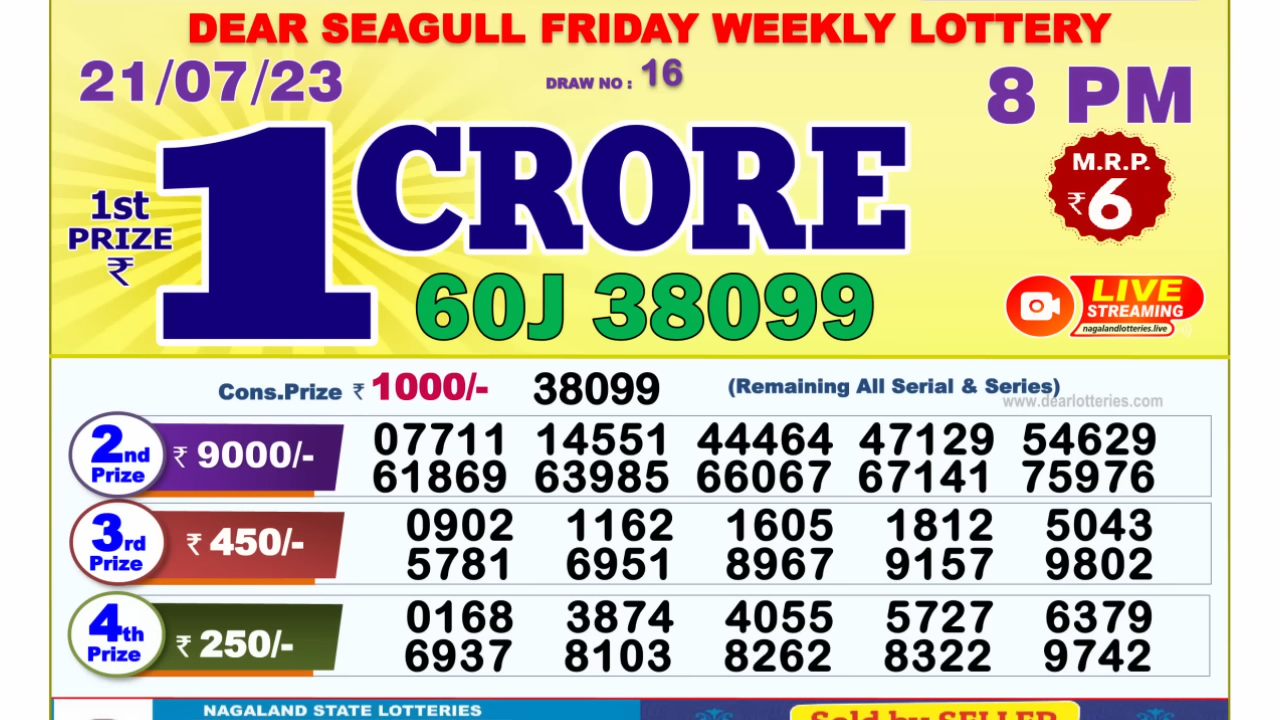 DEAR SEAGULL FRIDAY WEEKLY LOTTERY
21/07/23
DRAW NO : 16
8 PM
1st PRIZE ₹
1 CRORE
M.R.P.
₹ 6
60J 38099
LIVE
STREAMING
nagalandlotteries.live
Cons.Prize ₹ 1000/- 38099 (Remaining All Serial & Series)
www.dearlotteries.com
2nd Prize ₹ 9000/-
07711 14551 44464 47129 54629
61869 63985 66067 67141 75976
3rd Prize ₹ 450/-
0902 1162 1605 1812 5043
5781 6951 8967 9157 9802
4th Prize ₹ 250/-
0168 3874 4055 5727 6379
6937 8103 8262 8322 9742
NAGALAND STATE LOTTERIES
Sold by SELLER